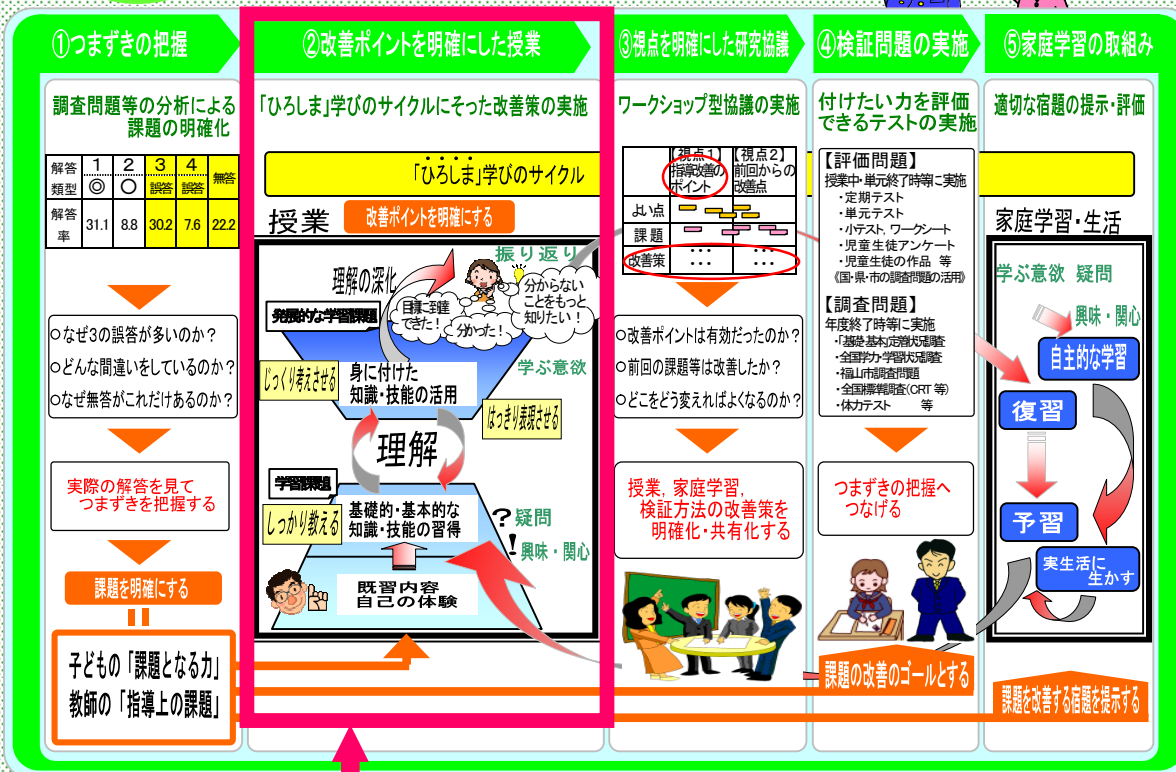 ①つまずきの把握
調査問題等の分析による
課題の明確化
解答類型 1◎ 2○ 3誤答 4誤答 無答
解答率 31.1 8.8 30.2 7.6 22.2
○なぜ3の誤答が多いのか?
○どんな間違いをしているのか?
○なぜ無答がこれだけあるのか?
実際の解答を見て
つまずきを把握する
課題を明確にする
子どもの「課題となる力」
教師の「指導上の課題」
②改善ポイントを明確にした授業
「ひろしま」学びのサイクルにそった改善策の実施
「ひろしま」学びのサイクル
授業
改善ポイントを明確にする
振り返り
理解の深化
目標に到達
できた!
分かった!
分からない
ことをもっと
知りたい!
発展的な学習課題
じっくり考えさせる
身に付けた
知識・技能の活用
学ぶ意欲
はっきり表現させる
理解
学習課題
しっかり教える
基礎的・基本的な
知識・技能の習得
?疑問
!興味・関心
既習内容
自己の体験
③視点を明確にした研究協議
ワークショップ型協議の実施
【視点1】
指導改善の
ポイント
【視点2】
前回からの
改善点
よい点
課題
改善策
○改善ポイントは有効だったのか?
○前回の課題等は改善したか?
○どこをどう変えればよくなるのか?
授業,家庭学習,
検証方法の改善策を
明確化・共有化する
④検証問題の実施
付けたい力を評価
できるテストの実施
【評価問題】
授業中・単元終了時等に実施
・定期テスト
・単元テスト
・小テスト,ワークシート
・児童生徒アンケート
・児童生徒の作品 等
《国・県・市の調査問題の活用》
【調査問題】
年度終了時等に実施
・「基礎・基本」定着状況調査
・全国学力・学習状況調査
・福山市調査問題
・全国標準調査(CRT 等)
・体力テスト 等
つまずきの把握へ
つなげる
課題の改善のゴールとする
⑤家庭学習の取組み
適切な宿題の提示・評価
家庭学習・生活
学ぶ意欲 疑問
興味・関心
自主的な学習
復習
予習
実生活に
生かす
課題を改善する宿題を提示する